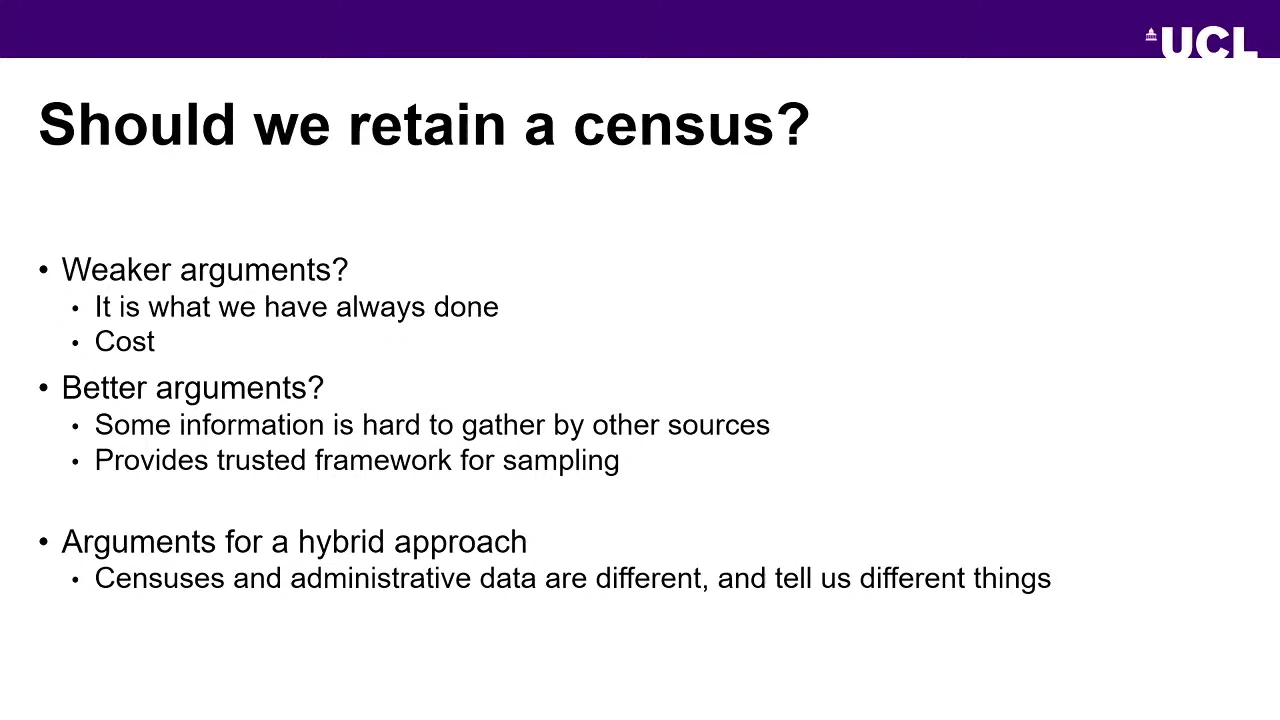 UCL
Should we retain a census?
• Weaker arguments?
• It is what we have always done
• Cost
• Better arguments?
• Some information is hard to gather by other sources
• Provides trusted framework for sampling
• Arguments for a hybrid approach
• Censuses and administrative data are different, and tell us different things